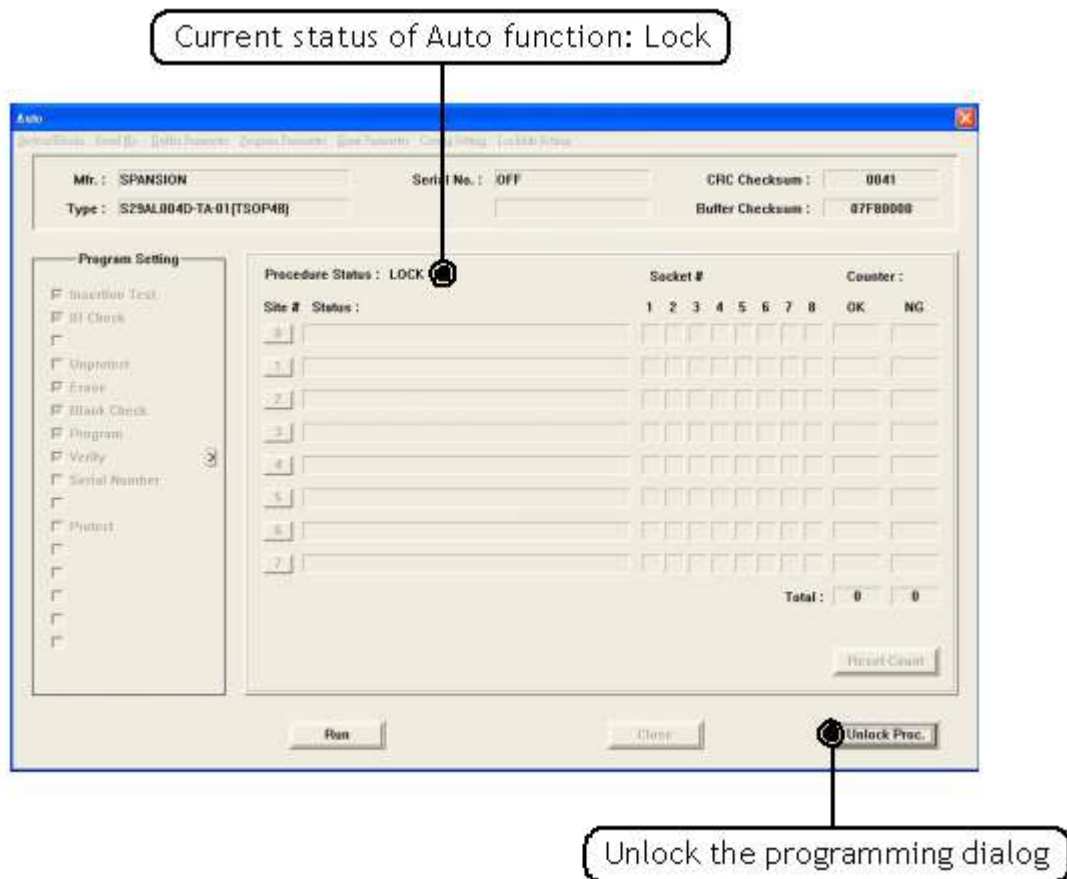 Current status of Auto function: Lock
Auto
Mfr. : SPANSION Serial No. : OFF CRC Checksum : 0041
Type : S29AL004D-TA-01(TSOP48) Buffer Checksum : 07F80000
Program Setting
Procedure Status : LOCK Socket # Counter :
Insertion Test
Site # Status : 1 2 3 4 5 6 7 8 OK NG
ID Check
0
Unprotect
1
Erase
2
Blank Check
Program
3
Verify
4
Serial Number
5
Protect
6
7
Total : 0 0
Reset Count
Run Close Unlock Proc.
Unlock the programming dialog